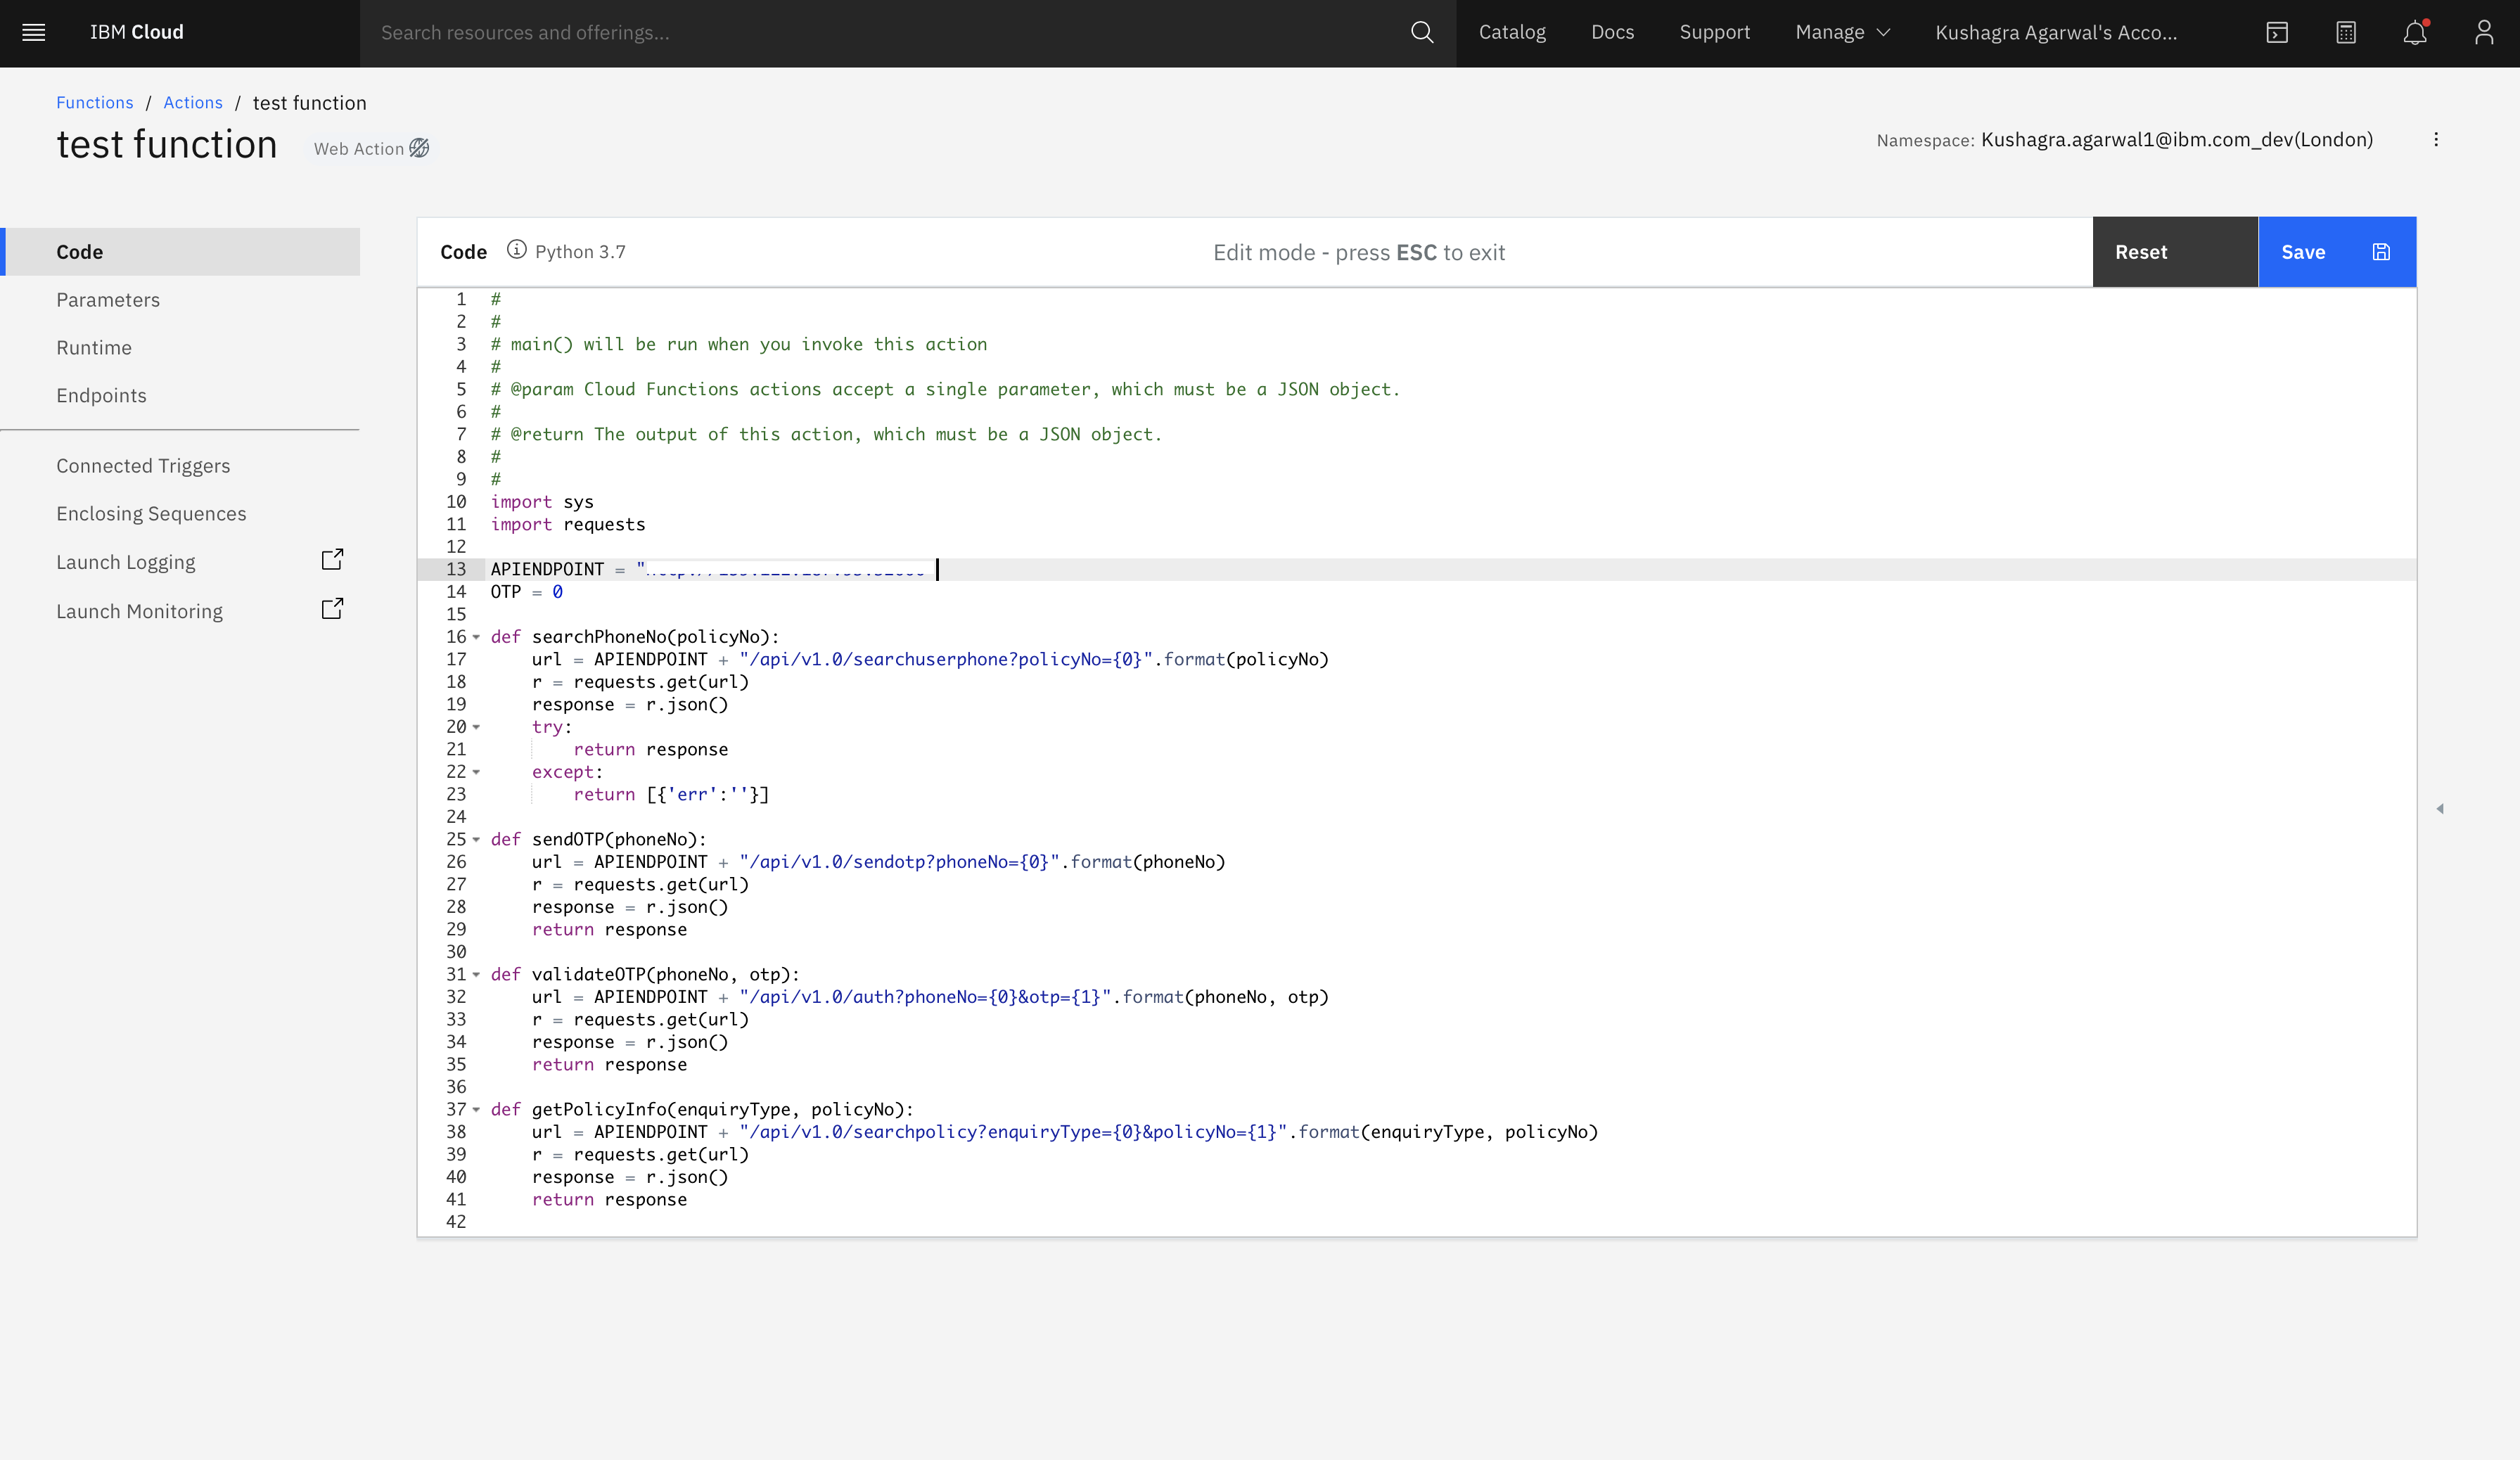 IBM Cloud
Search resources and offerings...
Catalog
Docs
Support
Manage
Kushagra Agarwal's Acco...
Functions / Actions / test function
test function
Web Action
Namespace: Kushagra.agarwal1@ibm.com_dev(London)
Code
Parameters
Runtime
Endpoints
Connected Triggers
Enclosing Sequences
Launch Logging
Launch Monitoring
Code
Python 3.7
Edit mode - press ESC to exit
Reset
Save
1 #
2 #
3 # main() will be run when you invoke this action
4 #
5 # @param Cloud Functions actions accept a single parameter, which must be a JSON object.
6 #
7 # @return The output of this action, which must be a JSON object.
8 #
9 #
10 import sys
11 import requests
12
13 APIENDPOINT = "
14 OTP = 0
15
16 def searchPhoneNo(policyNo):
17     url = APIENDPOINT + "/api/v1.0/searchuserphone?policyNo={0}".format(policyNo)
18     r = requests.get(url)
19     response = r.json()
20     try:
21         return response
22     except:
23         return [{'err':''}]
24
25 def sendOTP(phoneNo):
26     url = APIENDPOINT + "/api/v1.0/sendotp?phoneNo={0}".format(phoneNo)
27     r = requests.get(url)
28     response = r.json()
29     return response
30
31 def validateOTP(phoneNo, otp):
32     url = APIENDPOINT + "/api/v1.0/auth?phoneNo={0}&otp={1}".format(phoneNo, otp)
33     r = requests.get(url)
34     response = r.json()
35     return response
36
37 def getPolicyInfo(enquiryType, policyNo):
38     url = APIENDPOINT + "/api/v1.0/searchpolicy?enquiryType={0}&policyNo={1}".format(enquiryType, policyNo)
39     r = requests.get(url)
40     response = r.json()
41     return response
42